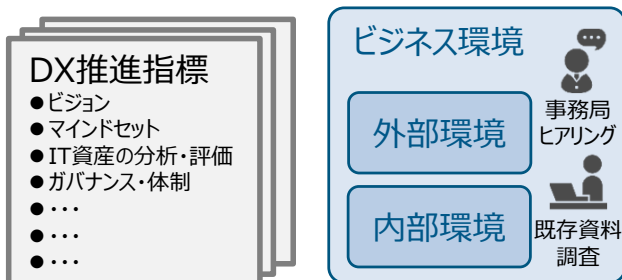 DX推進指標
●ビジョン
●マインドセット
●IT資産の分析・評価
●ガバナンス・体制
●・・・
●・・・
●・・・
ビジネス環境
外部環境
内部環境
事務局
ヒアリング
既存資料
調査